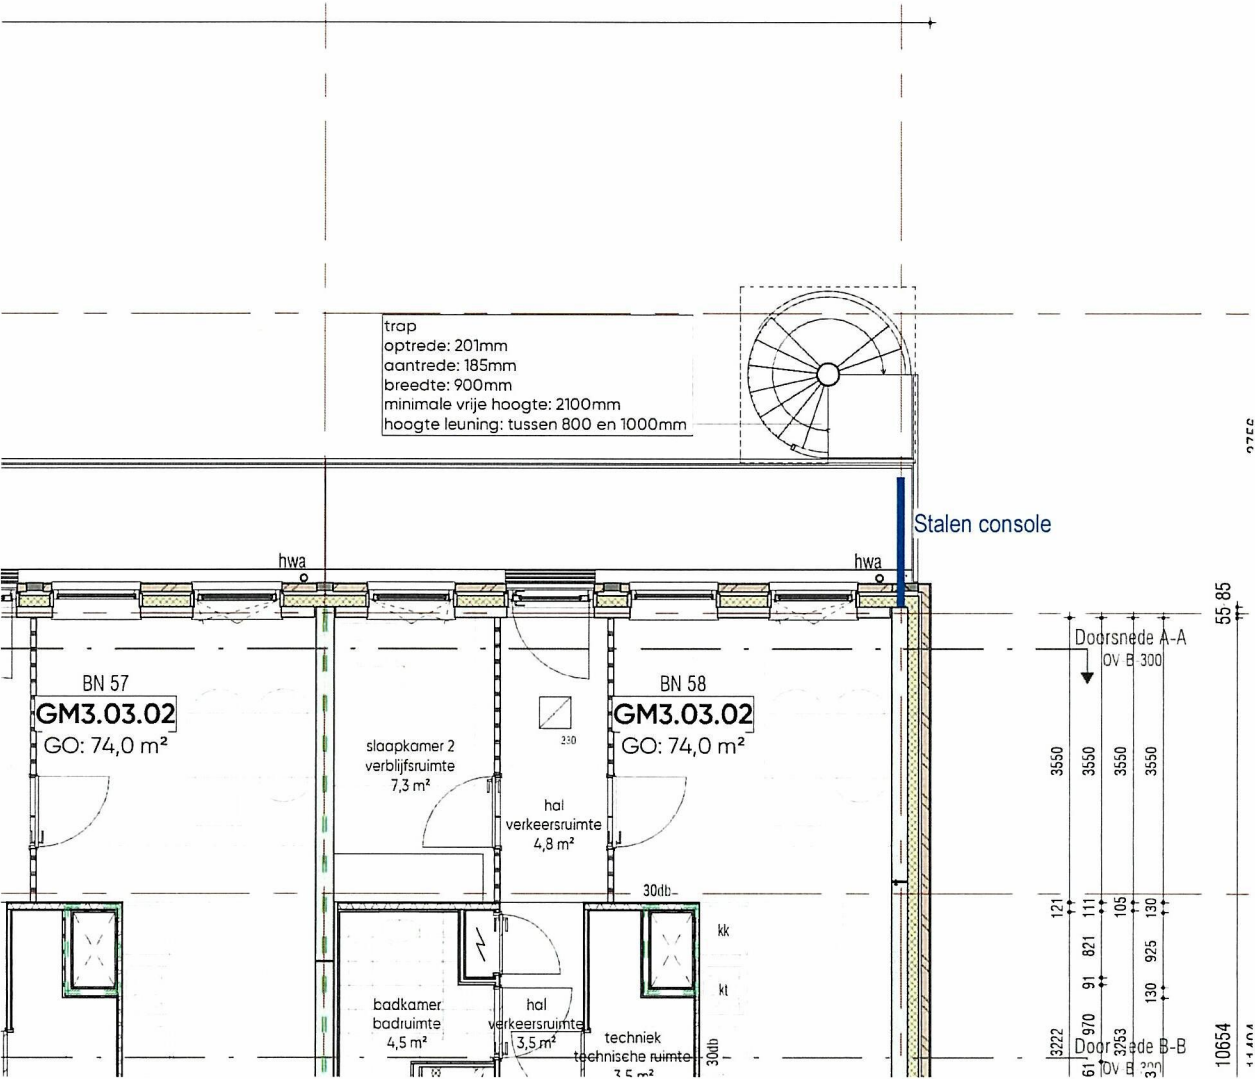 trap
optrede: 201mm
aantrede: 185mm
breedte: 900mm
minimale vrije hoogte: 2100mm
hoogte leuning: tussen 800 en 1000mm
Stalen console
hwa
hwa
55 85
Doorsnede A-A
OV-B-300
BN 57
GM3.03.02
GO: 74,0 m²
BN 58
GM3.03.02
GO: 74,0 m²
230
slaapkamer 2
verblijfsruimte
7,3 m²
hal
verkeersruimte
4,8 m²
3550
3550
3550
3550
30db
121
111
105
130
kk
821
925
kt
91
130
badkamer
badruimte
4,5 m²
hal
verkeersruimte
3,5 m²
techniek
technische ruimte
3,5 m²
30db
3222
970
3253
10654
Doorsnede B-B